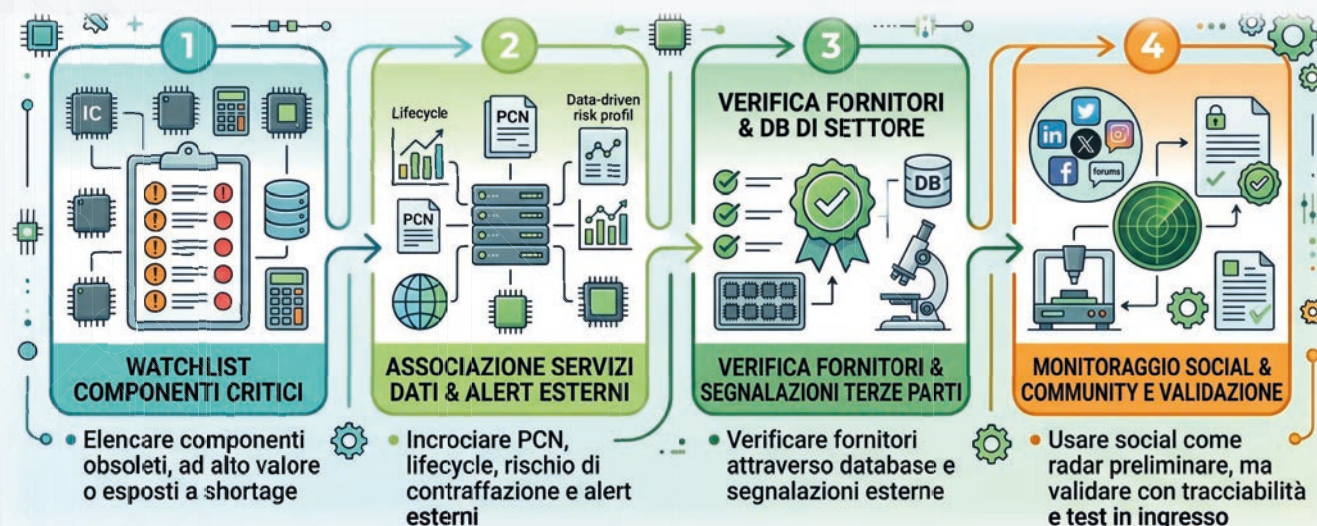 1
IC
WATCHLIST
COMPONENTI CRITICI
• Elencare componenti
obsoleti, ad alto valore
o esposti a shortage
2
Lifecycle
PCN
Data-driven
risk profil
PCN
ASSOCIAZIONE SERVIZI
DATI & ALERT ESTERNI
• Incrociare PCN,
lifecycle, rischio di
contraffazione e alert
esterni
3
VERIFICA FORNITORI
& DB DI SETTORE
DB
VERIFICA FORNITORI &
SEGNALAZIONI TERZE PARTI
• Verificare fornitori
attraverso database e
segnalazioni esterne
4
in
X
f
forums
MONITORAGGIO SOCIAL &
COMMUNITY E VALIDAZIONE
• Usare social come
radar preliminare, ma
validare con tracciabilità
e test in ingresso